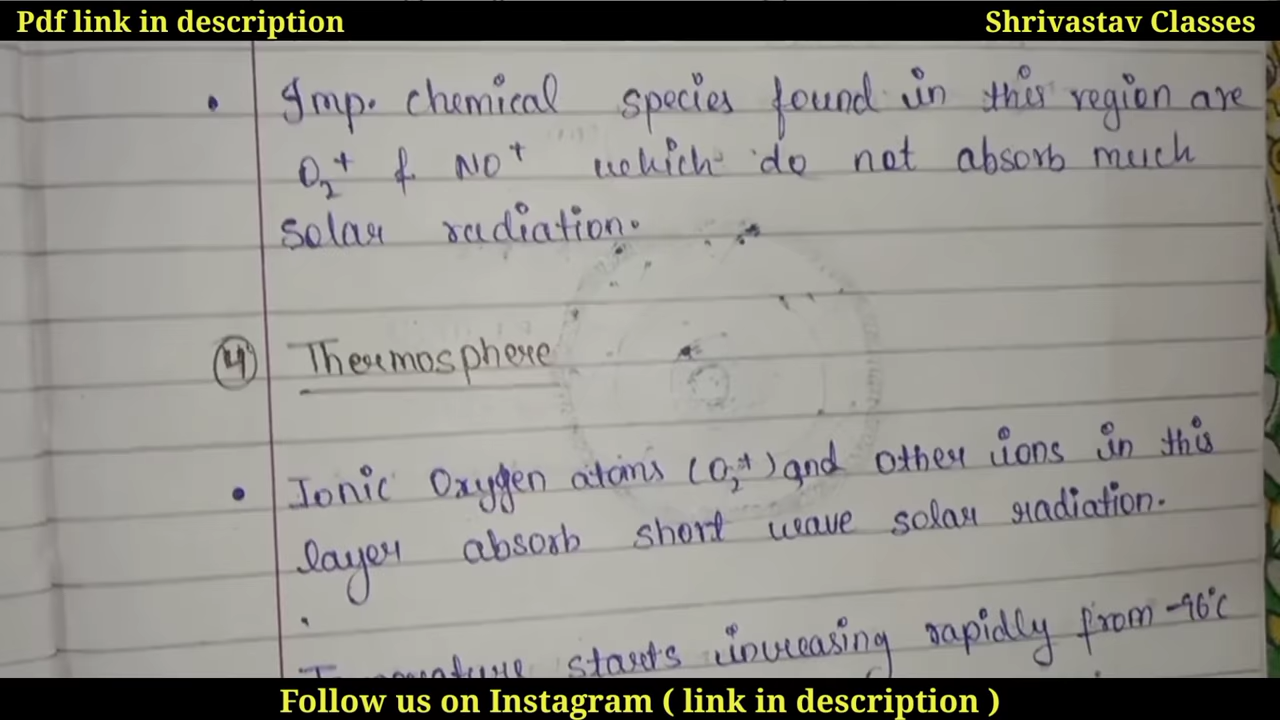 Pdf link in description
Shrivastav Classes
Imp. chemical species found in this region are
O₂⁺ & NO⁺ which do not absorb much
solar radiation.
4 Thermosphere
Ionic Oxygen atoms (O₂⁺) and other ions in this
layer absorb short wave solar radiation.
starts increasing rapidly from -96°C
Follow us on Instagram ( link in description )